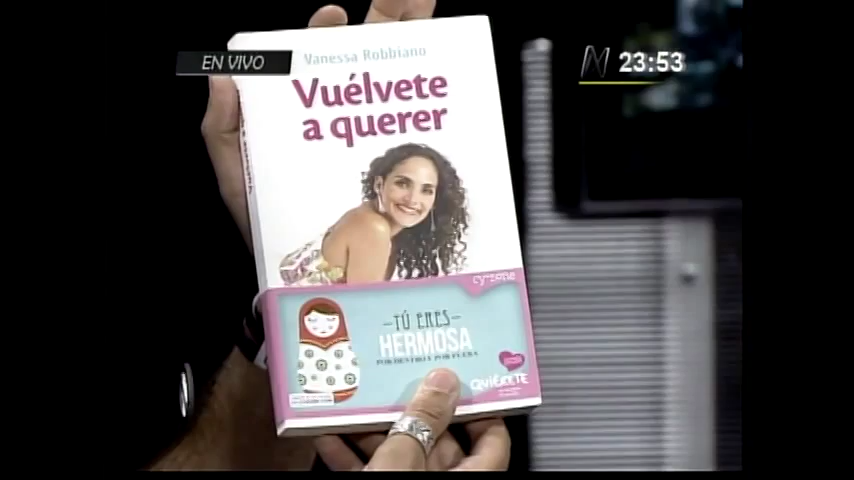 EN VIVO
23:53
Vanessa Robbiano
Vuélvete
a querer
TÚ ERES
HERMOSA
POR DENTRO Y POR FUERA
QUIÉRETE